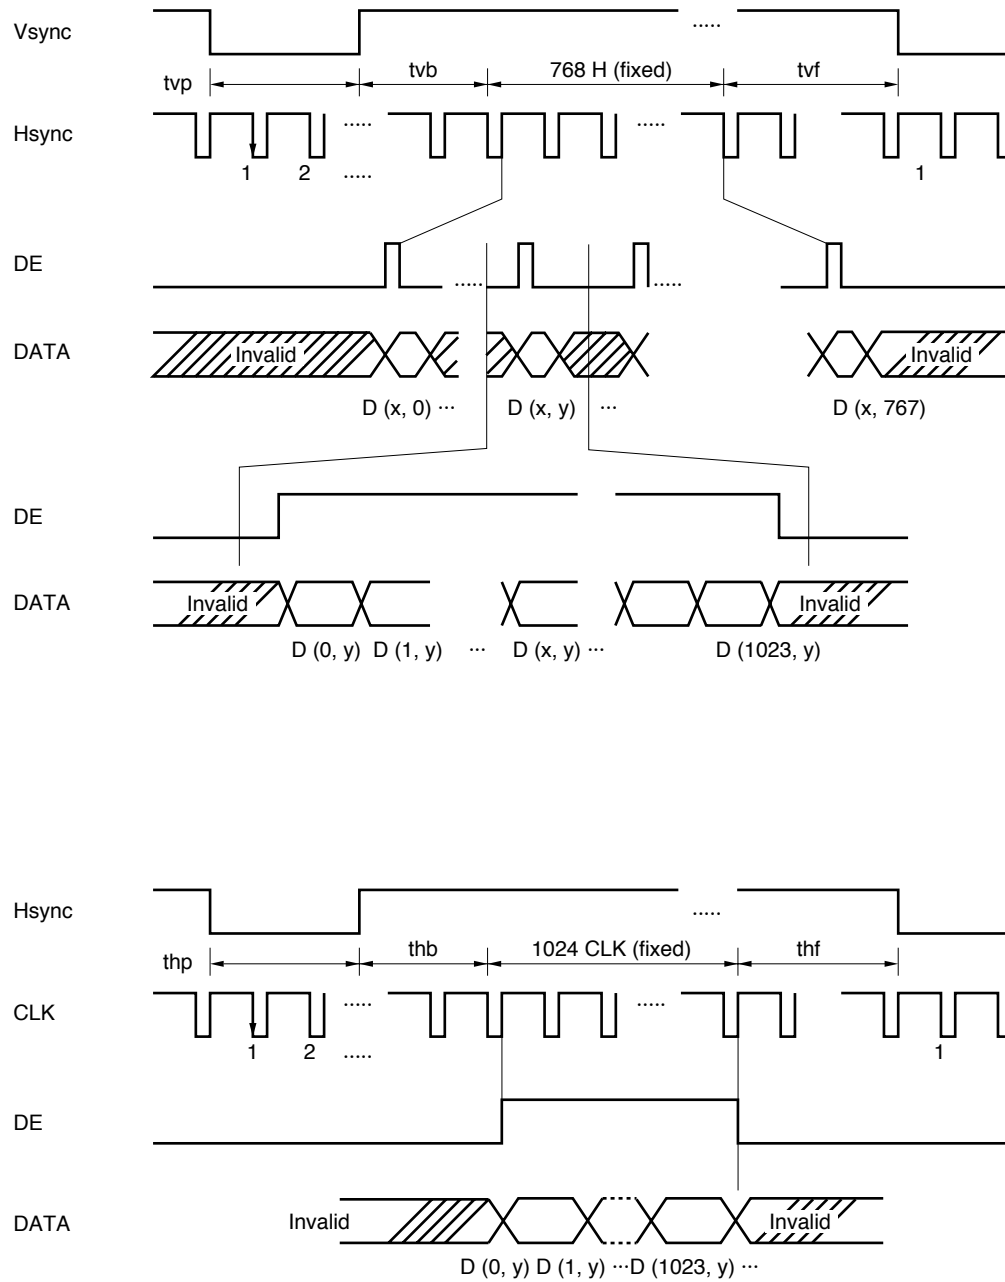 Vsync
tvp tvb 768 H (fixed) tvf
Hsync
1 2 ..... 1
DE
DATA Invalid Invalid
D (x, 0) ··· D (x, y) ··· D (x, 767)
DE
DATA Invalid Invalid
D (0, y) D (1, y) ··· D (x, y) ··· D (1023, y)
Hsync
thp thb 1024 CLK (fixed) thf
CLK
1 2 ..... 1
DE
DATA Invalid Invalid
D (0, y) D (1, y) ···D (1023, y) ···